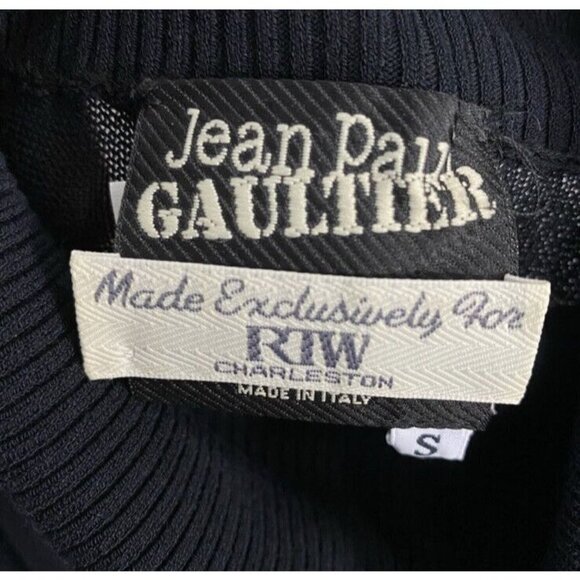 Jean Paul
GAULTIER
Made Exclusively For
RTW
CHARLESTON
MADE IN ITALY
S